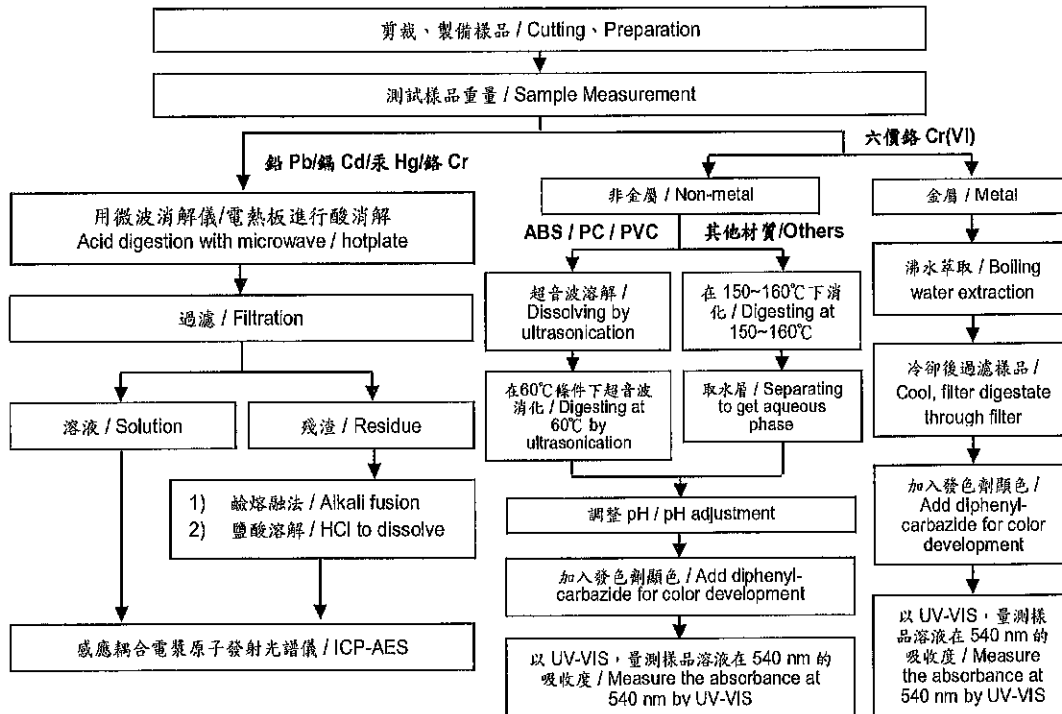 剪裁、製備樣品 / Cutting、Preparation
測試樣品重量 / Sample Measurement
鉛 Pb/鎘 Cd/汞 Hg/鉻 Cr
用微波消解儀/電熱板進行酸消解
Acid digestion with microwave / hotplate
過濾 / Filtration
溶液 / Solution
殘渣 / Residue
1) 鹼熔融法 / Alkali fusion
2) 鹽酸溶解 / HCl to dissolve
感應耦合電漿原子發射光譜儀 / ICP-AES
六價鉻 Cr(VI)
非金屬 / Non-metal
ABS / PC / PVC
超音波溶解 /
Dissolving by
ultrasonication
在60℃條件下超音波
消化 / Digesting at
60℃ by
ultrasonication
其他材質/Others
在 150~160℃下消
化 / Digesting at
150~160℃
取水層 / Separating
to get aqueous
phase
調整 pH / pH adjustment
加入發色劑顯色 / Add diphenyl-
carbazide for color development
以 UV-VIS，量測樣品溶液在 540 nm 的
吸收度 / Measure the absorbance at
540 nm by UV-VIS
金屬 / Metal
沸水萃取 / Boiling
water extraction
冷卻後過濾樣品 /
Cool, filter digestate
through filter
加入發色劑顯色 /
Add diphenyl-
carbazide for color
development
以 UV-VIS，量測樣
品溶液在 540 nm 的
吸收度 / Measure
the absorbance at
540 nm by UV-VIS